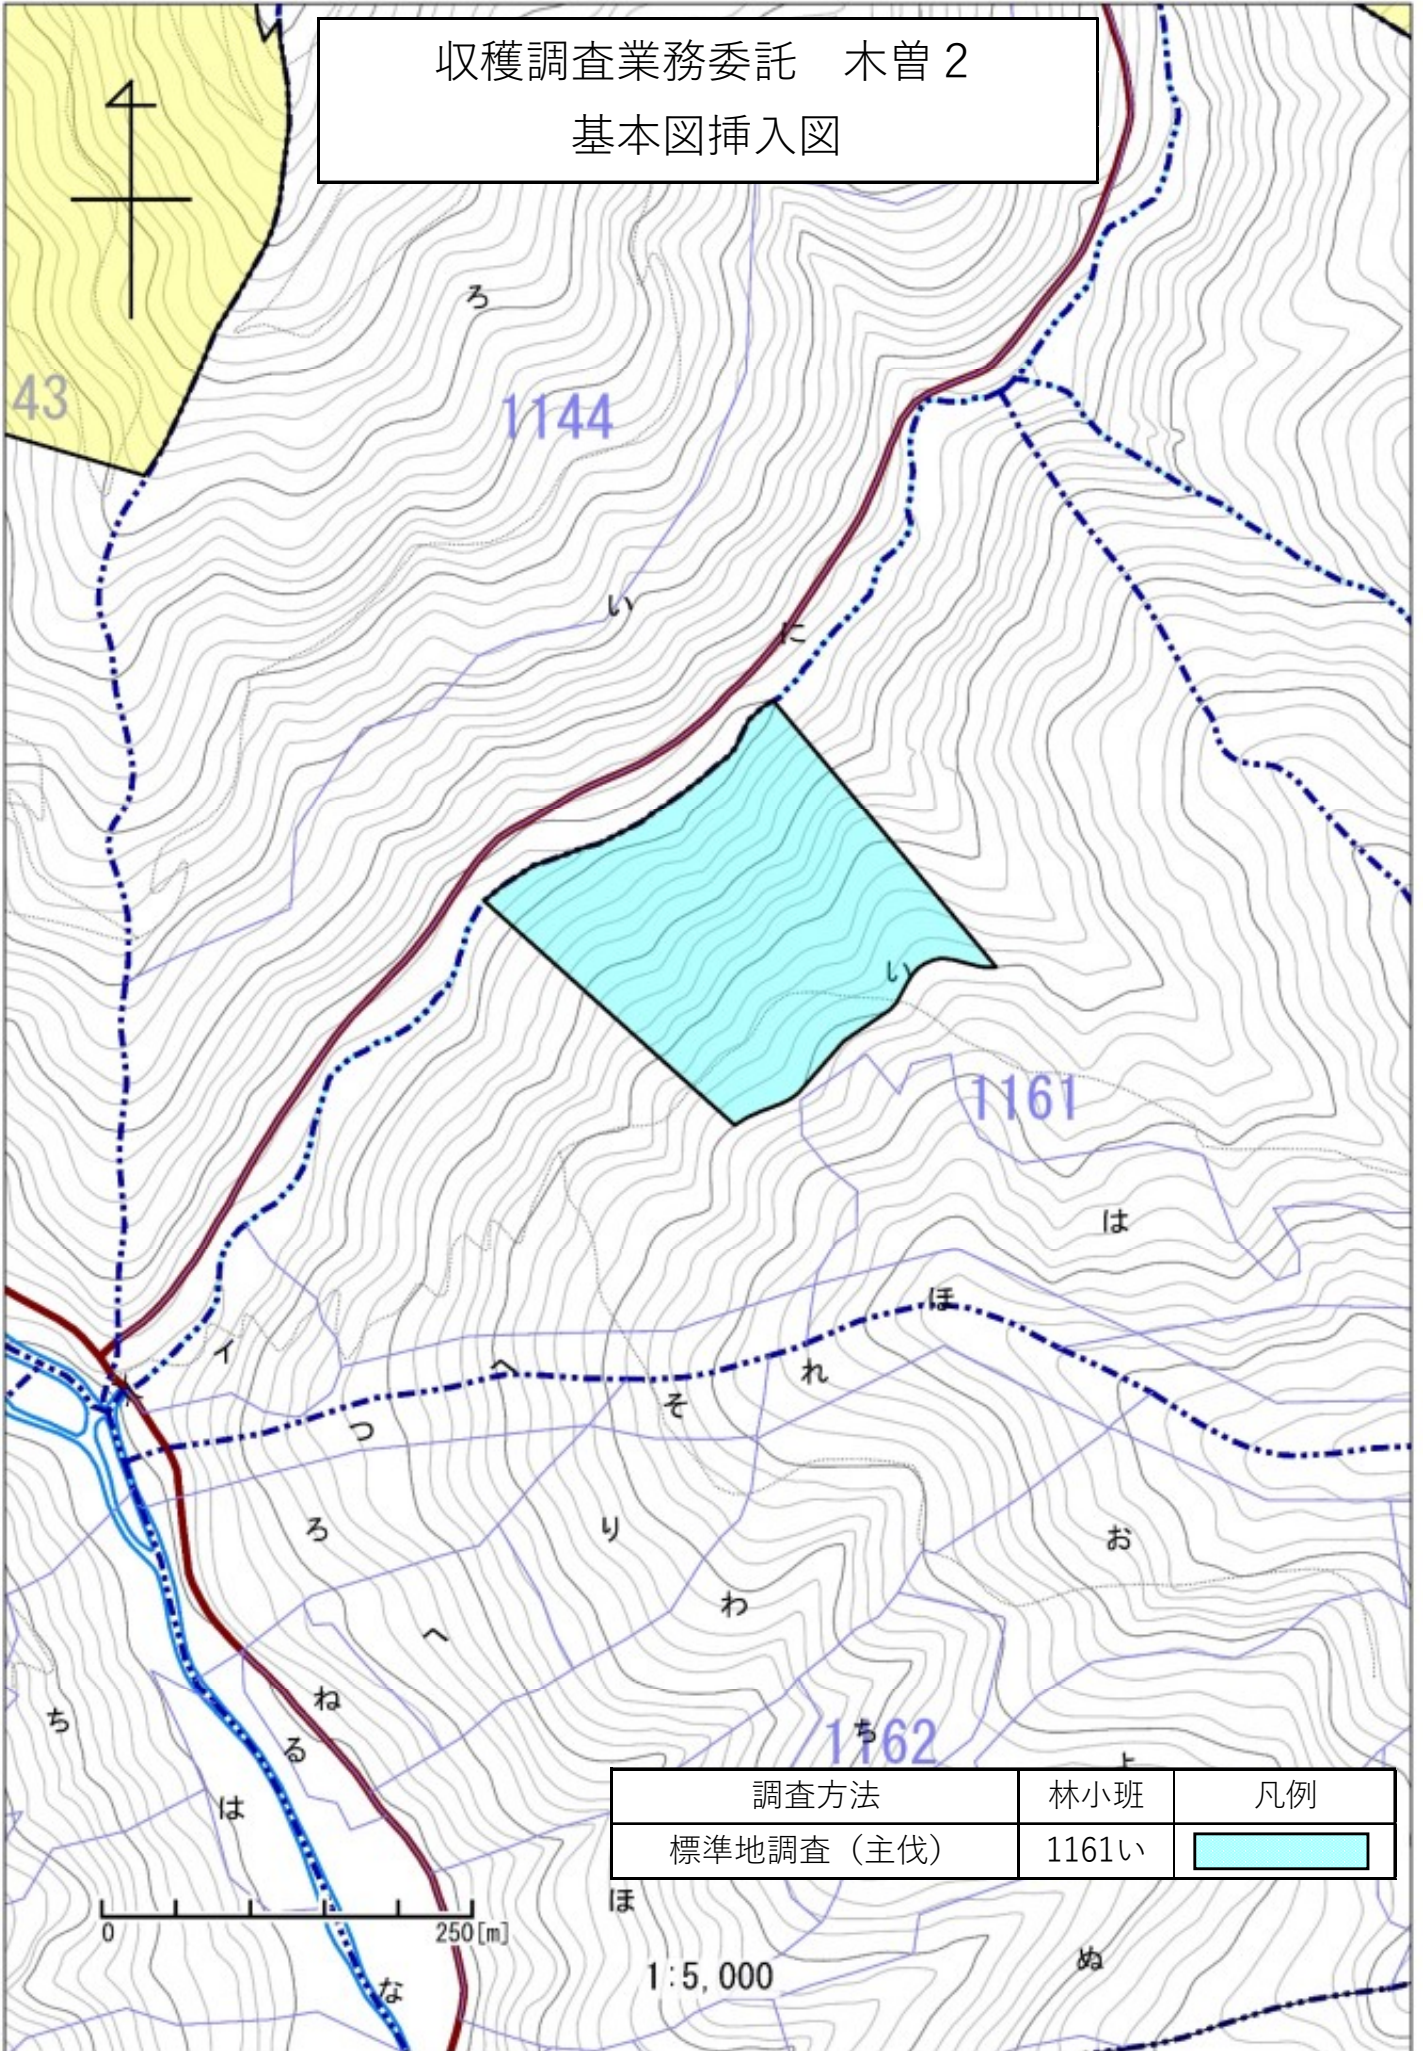 収穫調査業務委託　木曽２
基本図挿入図
ろ
43
1144
い
に
い
1161
は
ほ
イ
へ
れ
そ
つ
ろ
り
お
わ
へ
ね
ち
る
ち
1162
は
調査方法 林小班 凡例
標準地調査（主伐） 1161い
ほ
0 250[m]
1:5,000
ぬ
な